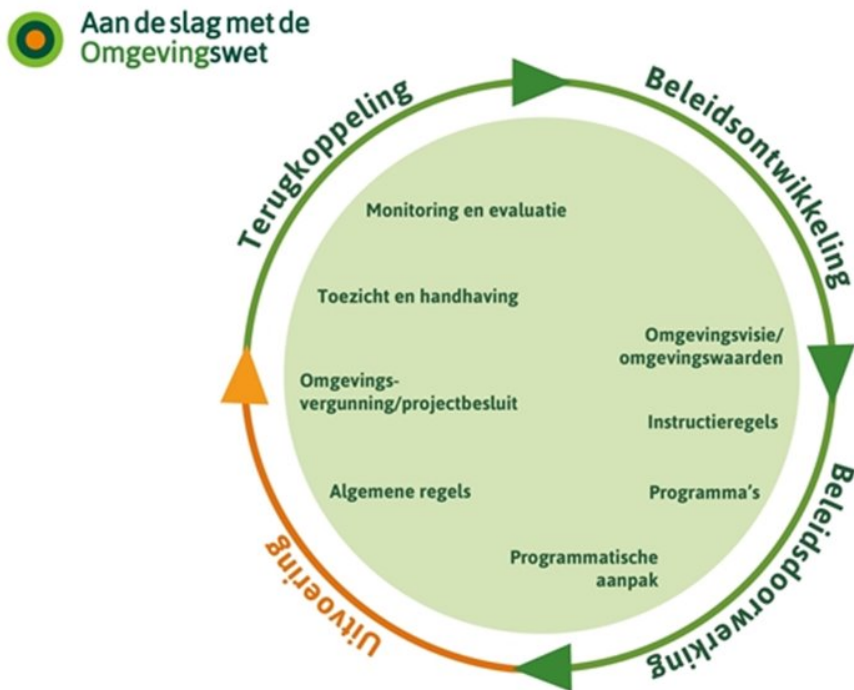 Aan de slag met de
Omgevingswet
Terugkoppeling
Beleidsontwikkeling
Monitoring en evaluatie
Toezicht en handhaving
Omgevingsvisie/
omgevingswaarden
Omgevings-
vergunning/projectbesluit
Instructieregels
Algemene regels
Programma's
Programmatische
aanpak
Uitvoering
Beleidsdoorwerking